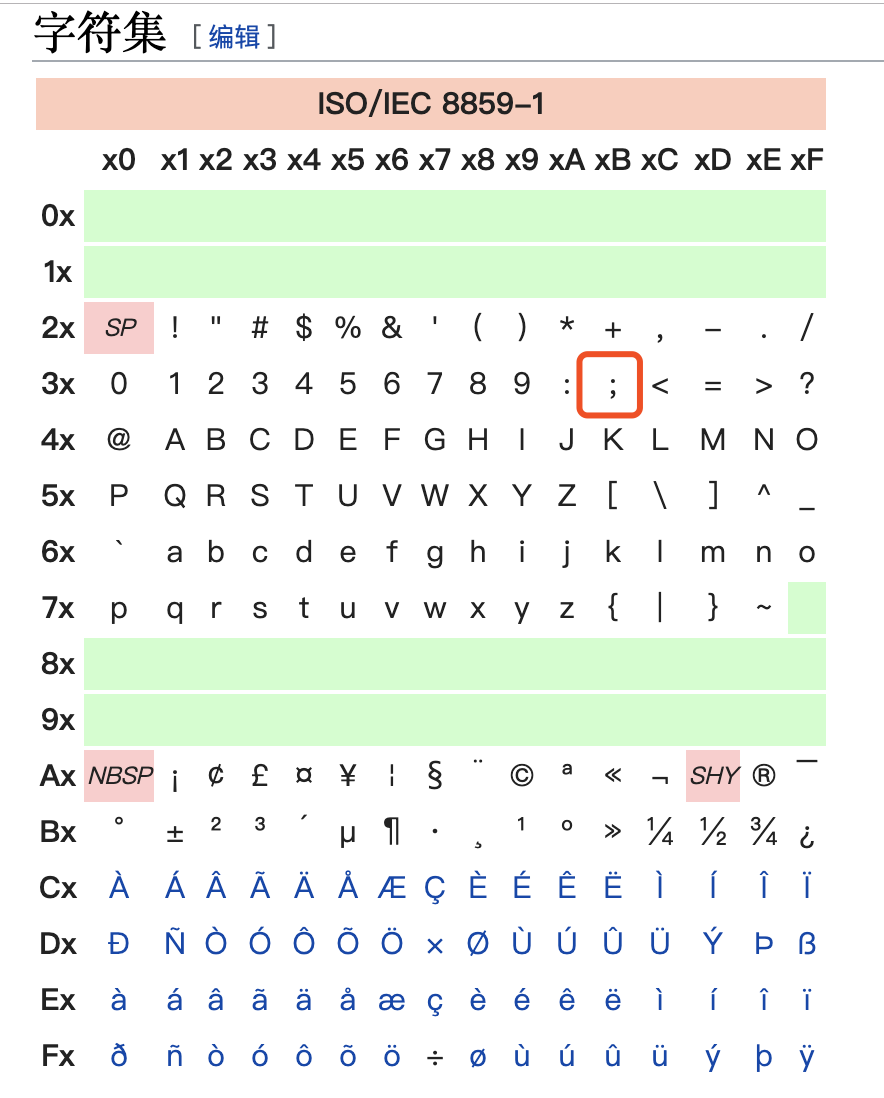 字符集 [编辑]
ISO/IEC 8859–1
x0 x1 x2 x3 x4 x5 x6 x7 x8 x9 xA xB xC xD xE xF
0x
1x
2x SP ! " # $ % & ' ( ) * + , – . /
3x 0 1 2 3 4 5 6 7 8 9 : ; < = > ?
4x @ A B C D E F G H I J K L M N O
5x P Q R S T U V W X Y Z [ \ ] ^ _
6x ` a b c d e f g h i j k l m n o
7x p q r s t u v w x y z { | } ~
8x
9x
Ax NBSP ¡ ¢ £ ¤ ¥ ¦ § ¨ © ª « ¬ SHY ® ¯
Bx ° ± ² ³ ´ µ ¶ · ¸ ¹ º » ¼ ½ ¾ ¿
Cx À Á Â Ã Ä Å Æ Ç È É Ê Ë Ì Í Î Ï
Dx Ð Ñ Ò Ó Ô Õ Ö × Ø Ù Ú Û Ü Ý Þ ß
Ex à á â ã ä å æ ç è é ê ë ì í î ï
Fx ð ñ ò ó ô õ ö ÷ ø ù ú û ü ý þ ÿ